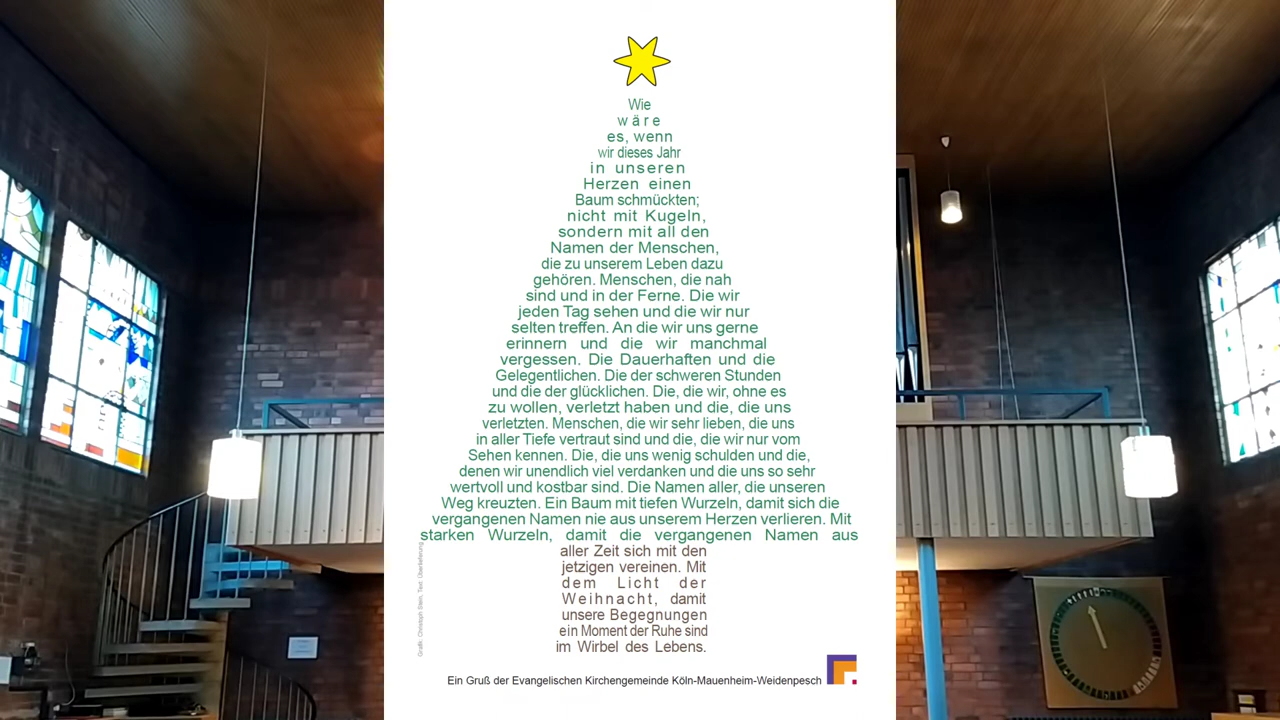 Wie
wäre
es, wenn
wir dieses Jahr
in unseren
Herzen einen
Baum schmückten;
nicht mit Kugeln,
sondern mit all den
Namen der Menschen,
die zu unserem Leben dazu
gehören. Menschen, die nah
sind und in der Ferne. Die wir
jeden Tag sehen und die wir nur
selten treffen. An die wir uns gerne
erinnern und die wir manchmal
vergessen. Die Dauerhaften und die
Gelegentlichen. Die der schweren Stunden
und die der glücklichen. Die, die wir, ohne es
zu wollen, verletzt haben und die, die uns
verletzten. Menschen, die wir sehr lieben, die uns
in aller Tiefe vertraut sind und die, die wir nur vom
Sehen kennen. Die, die uns wenig schulden und die,
denen wir unendlich viel verdanken und die uns so sehr
wertvoll und kostbar sind. Die Namen aller, die unseren
Weg kreuzten. Ein Baum mit tiefen Wurzeln, damit sich die
vergangenen Namen nie aus unserem Herzen verlieren. Mit
starken Wurzeln, damit die vergangenen Namen aus
aller Zeit sich mit den
jetzigen vereinen. Mit
dem Licht der
Weihnacht, damit
unsere Begegnungen
ein Moment der Ruhe sind
im Wirbel des Lebens.
Grafik: Christoph Stein, Text: Überlieferung
Ein Gruß der Evangelischen Kirchengemeinde Köln-Mauenheim-Weidenpesch